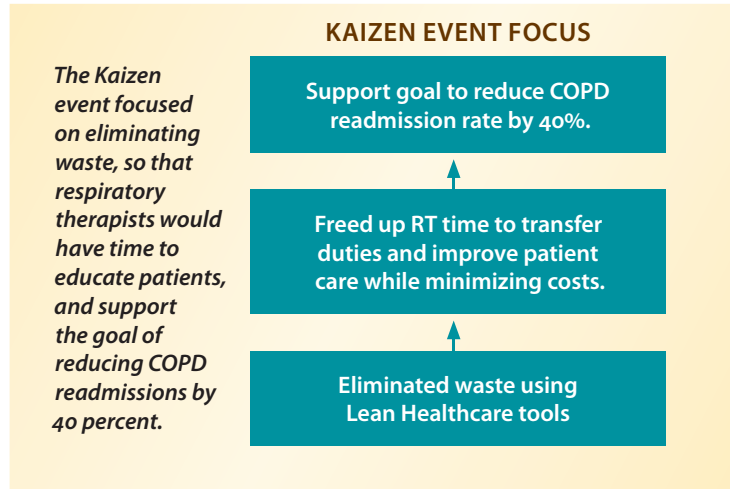 KAIZEN EVENT FOCUS
The Kaizen
event focused
on eliminating
waste, so that
respiratory
therapists would
have time to
educate patients,
and support
the goal of
reducing COPD
readmissions by
40 percent.
Support goal to reduce COPD
readmission rate by 40%.
Freed up RT time to transfer
duties and improve patient
care while minimizing costs.
Eliminated waste using
Lean Healthcare tools